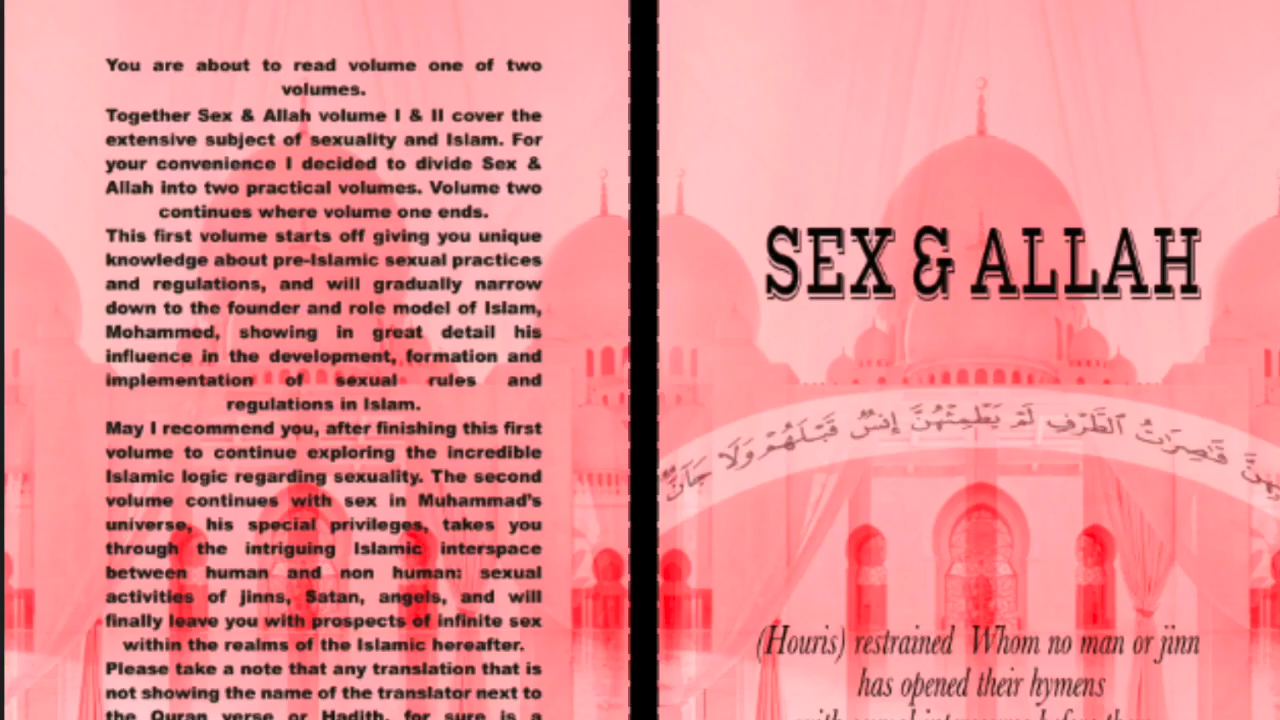 You are about to read volume one of two
volumes.
Together Sex & Allah volume I & II cover the
extensive subject of sexuality and Islam. For
your convenience I decided to divide Sex &
Allah into two practical volumes. Volume two
continues where volume one ends.
This first volume starts off giving you unique
knowledge about pre-Islamic sexual practices
and regulations, and will gradually narrow
down to the founder and role model of Islam,
Mohammed, showing in great detail his
influence in the development, formation and
implementation of sexual rules and
regulations in Islam.
May I recommend you, after finishing this first
volume to continue exploring the incredible
Islamic logic regarding sexuality. The second
volume continues with sex in Muhammad's
universe, his special privileges, takes you
through the intriguing Islamic interspace
between human and non human: sexual
activities of jinns, Satan, angels, and will
finally leave you with prospects of infinite sex
within the realms of the Islamic hereafter.
Please take a note that any translation that is
not showing the name of the translator next to
the Quran verse or Hadith, for sure is a
SEX & ALLAH
قَٰصِرَٰتُ ٱلطَّرْفِ لَمْ يَطْمِثْهُنَّ إِنسٌ قَبْلَهُمْ وَلَا جَآنٌّ
(Houris) restrained Whom no man or jinn
has opened their hymens